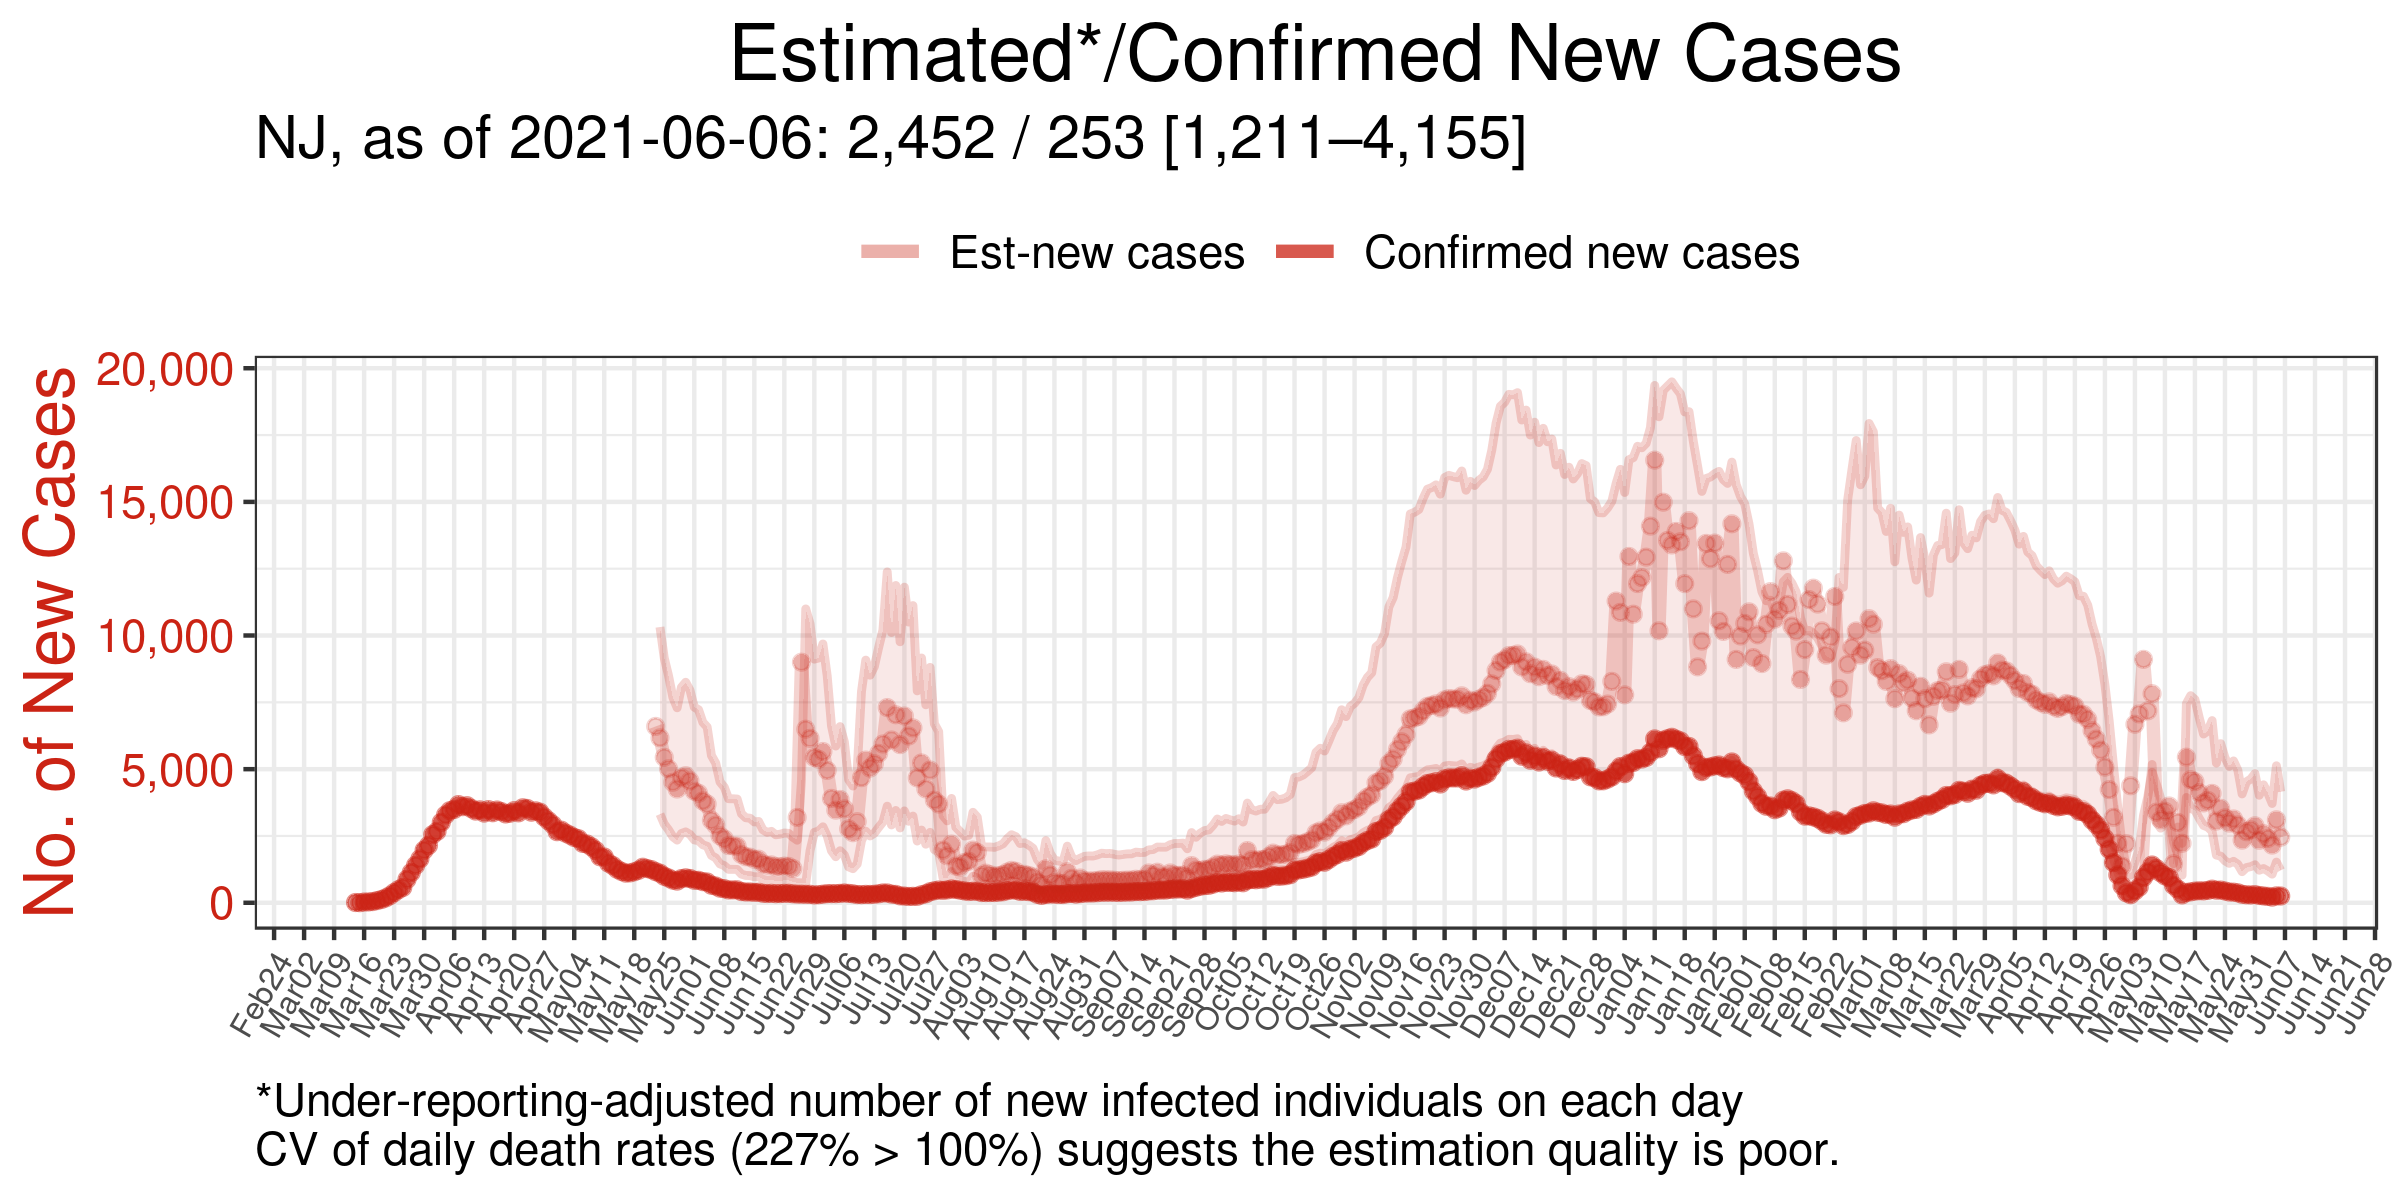 Estimated*/Confirmed New Cases
NJ, as of 2021-06-06: 2,452 / 253 [1,211–4,155]
Est-new cases Confirmed new cases
No. of New Cases
20,000
15,000
10,000
5,000
0
Feb24
Mar02
Mar09
Mar16
Mar23
Mar30
Apr06
Apr13
Apr20
Apr27
May04
May11
May18
May25
Jun01
Jun08
Jun15
Jun22
Jun29
Jul06
Jul13
Jul20
Jul27
Aug03
Aug10
Aug17
Aug24
Aug31
Sep07
Sep14
Sep21
Sep28
Oct05
Oct12
Oct19
Oct26
Nov02
Nov09
Nov16
Nov23
Nov30
Dec07
Dec14
Dec21
Dec28
Jan04
Jan11
Jan18
Jan25
Feb01
Feb08
Feb15
Feb22
Mar01
Mar08
Mar15
Mar22
Mar29
Apr05
Apr12
Apr19
Apr26
May03
May10
May17
May24
May31
Jun07
Jun14
Jun21
Jun28
*Under-reporting-adjusted number of new infected individuals on each day
CV of daily death rates (227% > 100%) suggests the estimation quality is poor.